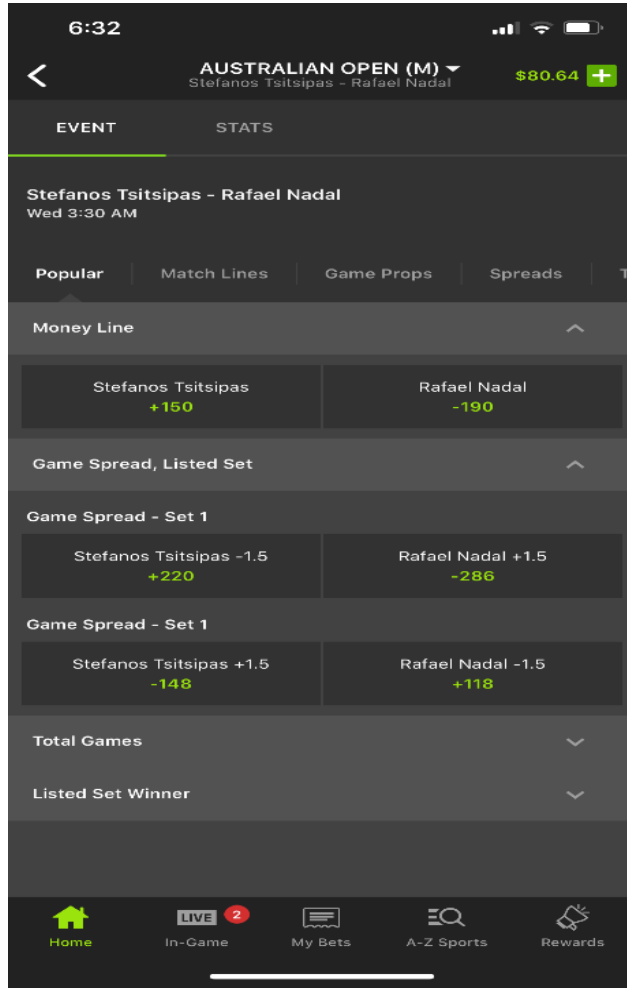 6:32
AUSTRALIAN OPEN (M)
Stefanos Tsitsipas - Rafael Nadal
$80.64 +
EVENT STATS
Stefanos Tsitsipas - Rafael Nadal
Wed 3:30 AM
Popular Match Lines Game Props Spreads T
Money Line
Stefanos Tsitsipas Rafael Nadal
+150 -190
Game Spread, Listed Set
Game Spread - Set 1
Stefanos Tsitsipas -1.5 Rafael Nadal +1.5
+220 -286
Game Spread - Set 1
Stefanos Tsitsipas +1.5 Rafael Nadal -1.5
-148 +118
Total Games
Listed Set Winner
LIVE 2
Home In-Game My Bets A-Z Sports Rewards